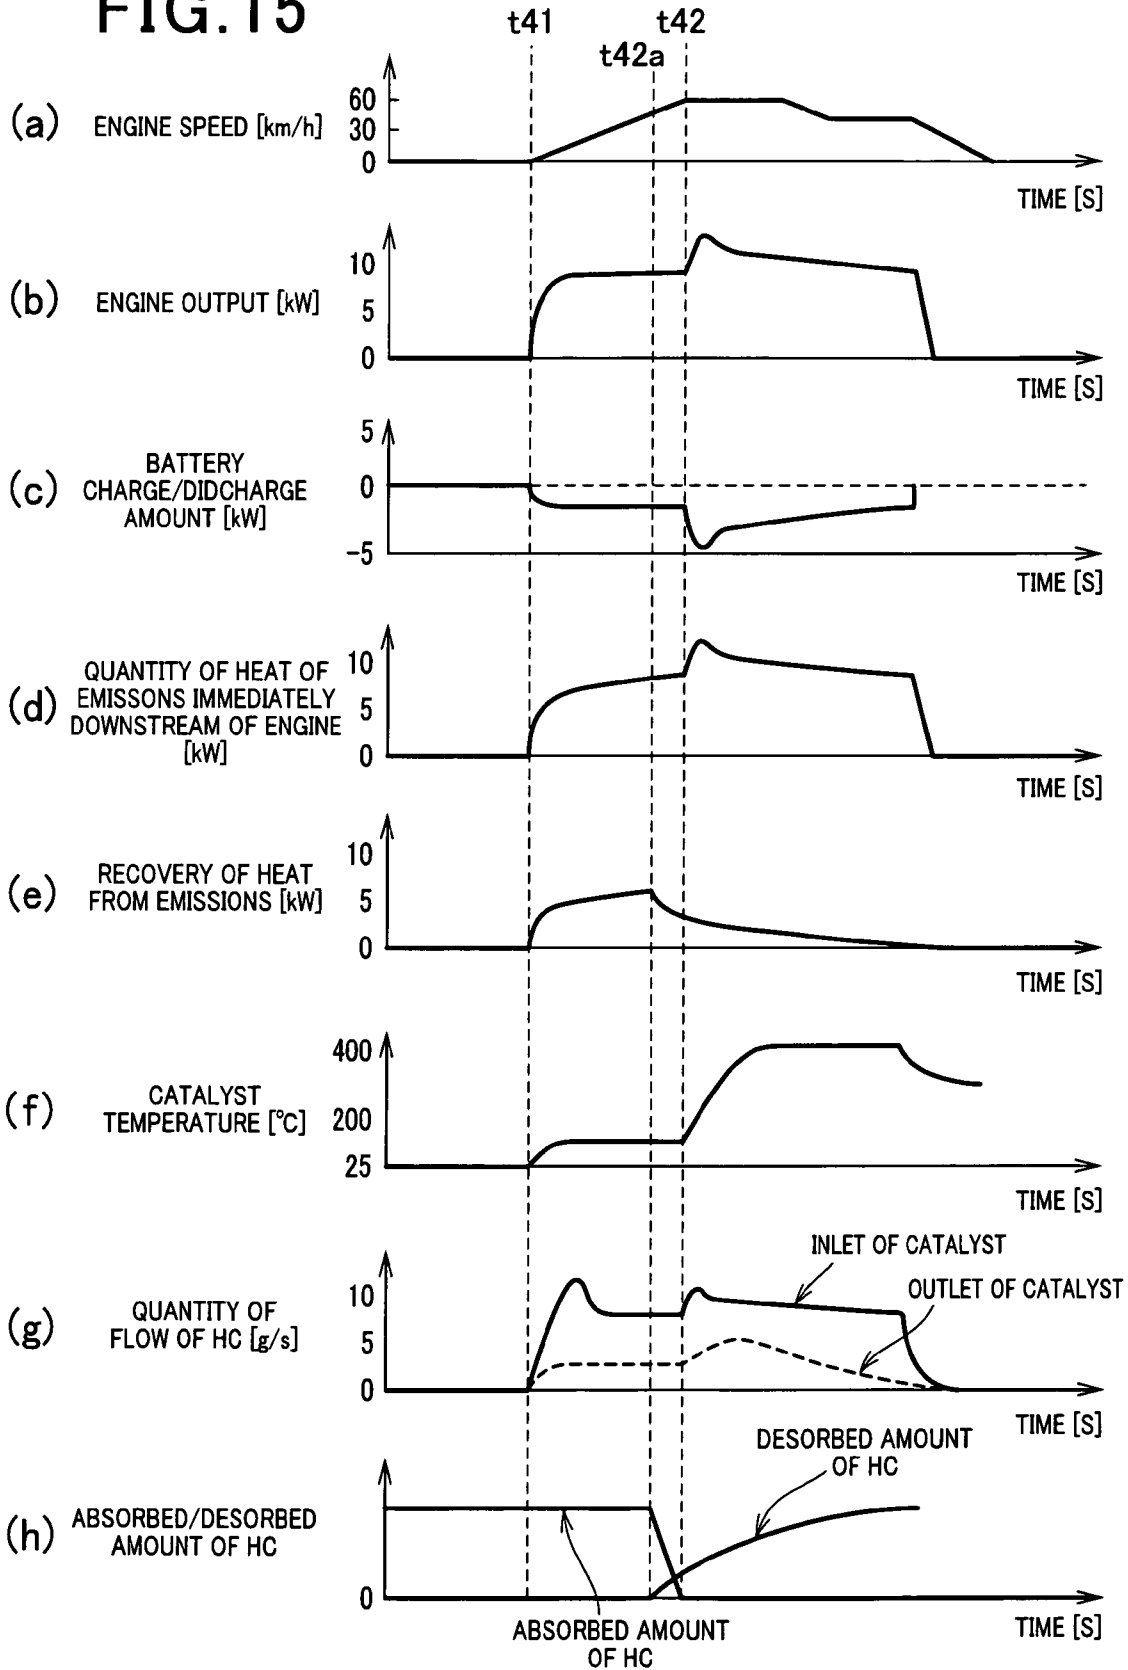 FIG.15
t41
t42
t42a
(a)
ENGINE SPEED [km/h]
60
30
0
TIME [S]
(b)
ENGINE OUTPUT [kW]
10
5
0
TIME [S]
(c)
BATTERY
CHARGE/DIDCHARGE
AMOUNT [kW]
5
0
-5
TIME [S]
(d)
QUANTITY OF HEAT OF
EMISSONS IMMEDIATELY
DOWNSTREAM OF ENGINE
[kW]
10
5
0
TIME [S]
(e)
RECOVERY OF HEAT
FROM EMISSIONS [kW]
10
5
0
TIME [S]
(f)
CATALYST
TEMPERATURE [°C]
400
200
25
TIME [S]
(g)
QUANTITY OF
FLOW OF HC [g/s]
10
5
0
INLET OF CATALYST
OUTLET OF CATALYST
TIME [S]
(h)
ABSORBED/DESORBED
AMOUNT OF HC
0
DESORBED AMOUNT
OF HC
ABSORBED AMOUNT
OF HC
TIME [S]